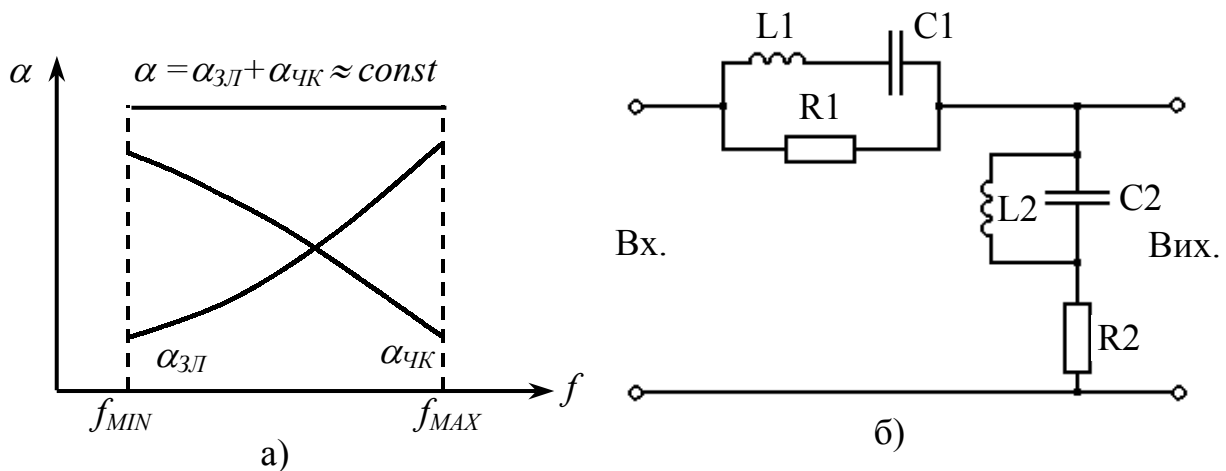 α
α = α_ЗЛ + α_ЧК ≈ const
α_ЗЛ
α_ЧК
f_MIN
f_MAX
f
а)
L1
C1
R1
L2
C2
Вх.
Вих.
R2
б)